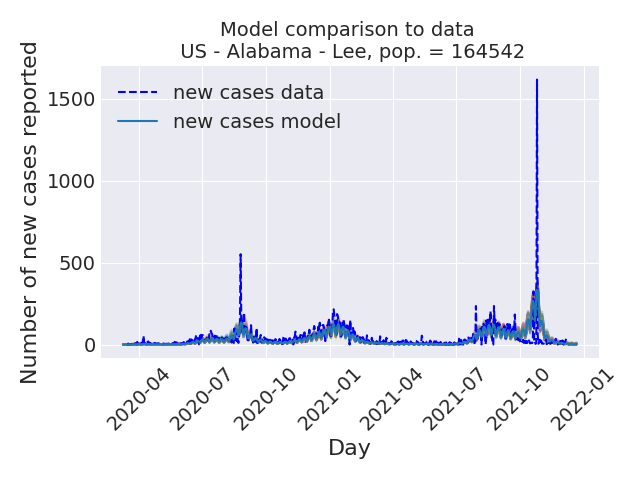 Model comparison to data
US - Alabama - Lee, pop. = 164542
Number of new cases reported
1500
1000
500
0
new cases data
new cases model
2020-04
2020-07
2020-10
2021-01
2021-04
2021-07
2021-10
2022-01
Day